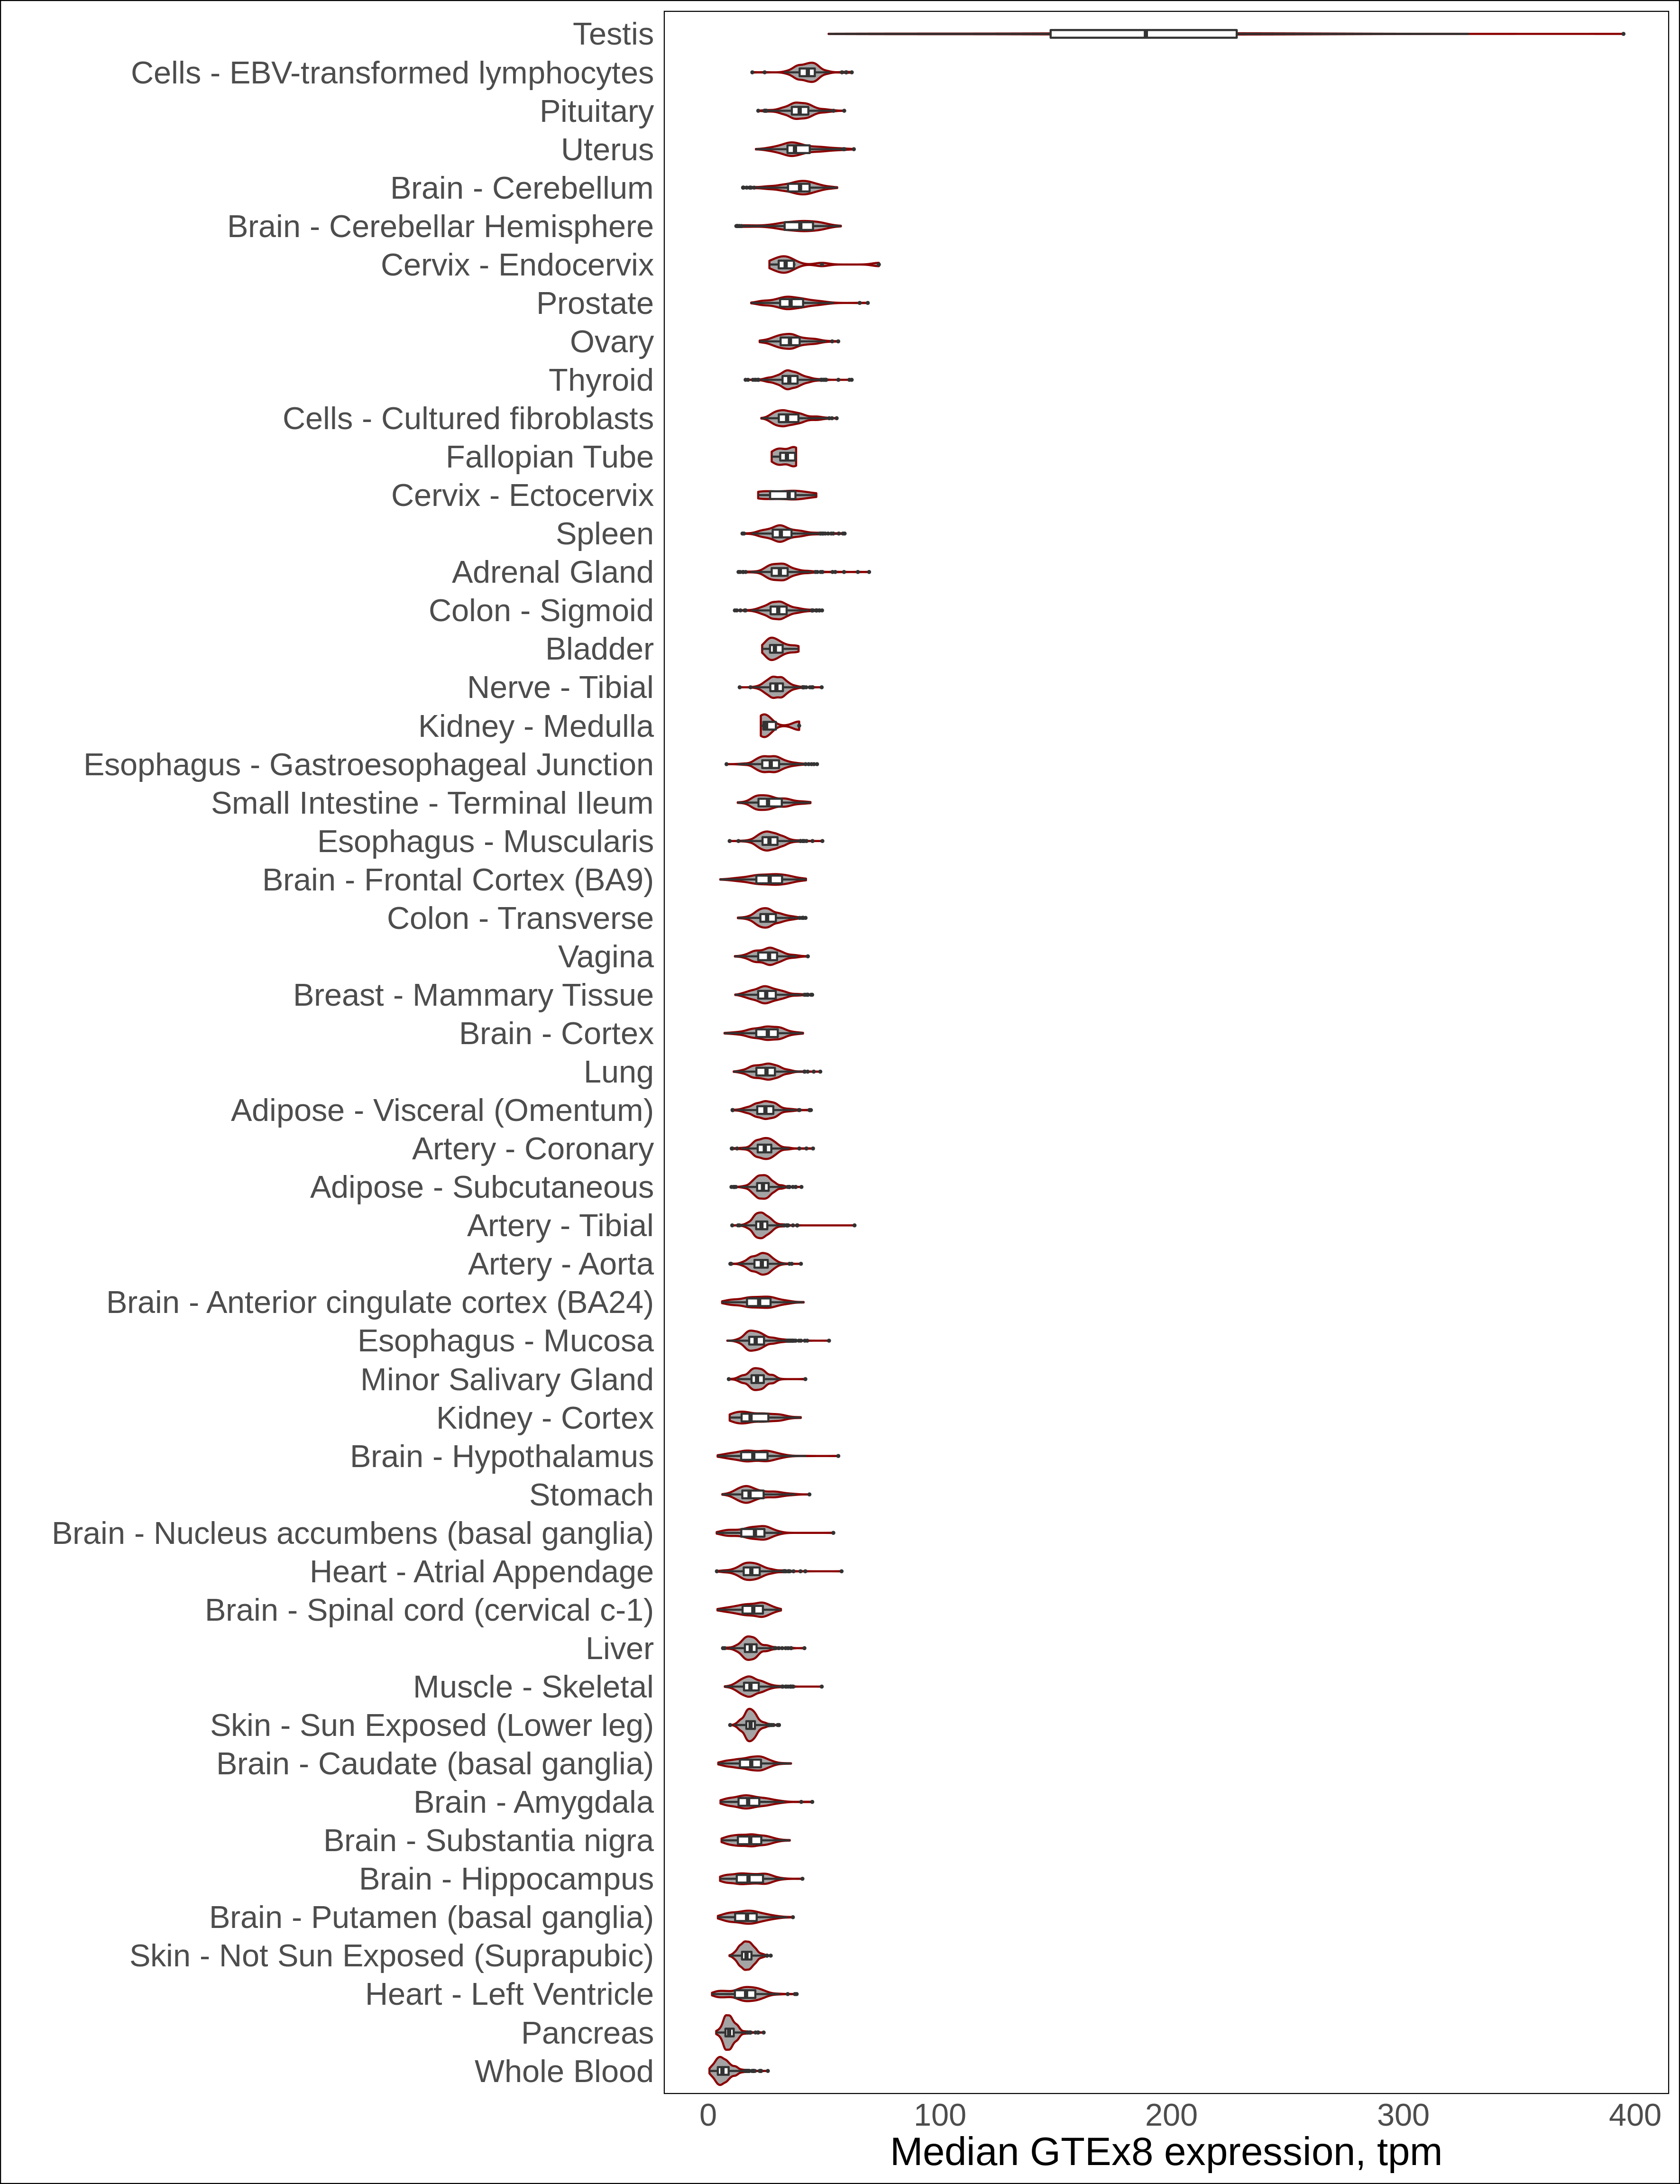 Testis
Cells - EBV-transformed lymphocytes
Pituitary
Uterus
Brain - Cerebellum
Brain - Cerebellar Hemisphere
Cervix - Endocervix
Prostate
Ovary
Thyroid
Cells - Cultured fibroblasts
Fallopian Tube
Cervix - Ectocervix
Spleen
Adrenal Gland
Colon - Sigmoid
Bladder
Nerve - Tibial
Kidney - Medulla
Esophagus - Gastroesophageal Junction
Small Intestine - Terminal Ileum
Esophagus - Muscularis
Brain - Frontal Cortex (BA9)
Colon - Transverse
Vagina
Breast - Mammary Tissue
Brain - Cortex
Lung
Adipose - Visceral (Omentum)
Artery - Coronary
Adipose - Subcutaneous
Artery - Tibial
Artery - Aorta
Brain - Anterior cingulate cortex (BA24)
Esophagus - Mucosa
Minor Salivary Gland
Kidney - Cortex
Brain - Hypothalamus
Stomach
Brain - Nucleus accumbens (basal ganglia)
Heart - Atrial Appendage
Brain - Spinal cord (cervical c-1)
Liver
Muscle - Skeletal
Skin - Sun Exposed (Lower leg)
Brain - Caudate (basal ganglia)
Brain - Amygdala
Brain - Substantia nigra
Brain - Hippocampus
Brain - Putamen (basal ganglia)
Skin - Not Sun Exposed (Suprapubic)
Heart - Left Ventricle
Pancreas
Whole Blood
0 100 200 300 400
Median GTEx8 expression, tpm